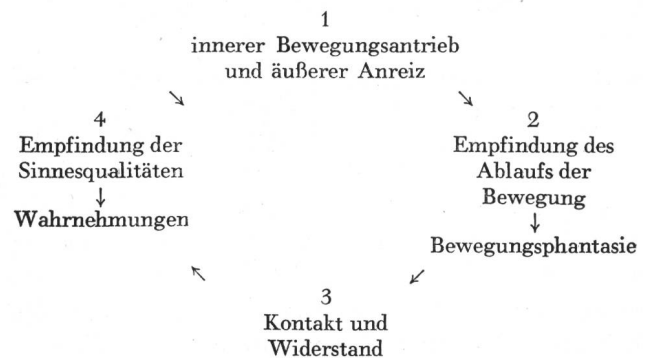 1
innerer Bewegungsantrieb
und äußerer Anreiz
↘ ↘
4
Empfindung der
Sinnesqualitäten
↓
Wahrnehmungen
2
Empfindung des
Ablaufs der
Bewegung
↓
Bewegungsphantasie
↖ ↙
3
Kontakt und
Widerstand